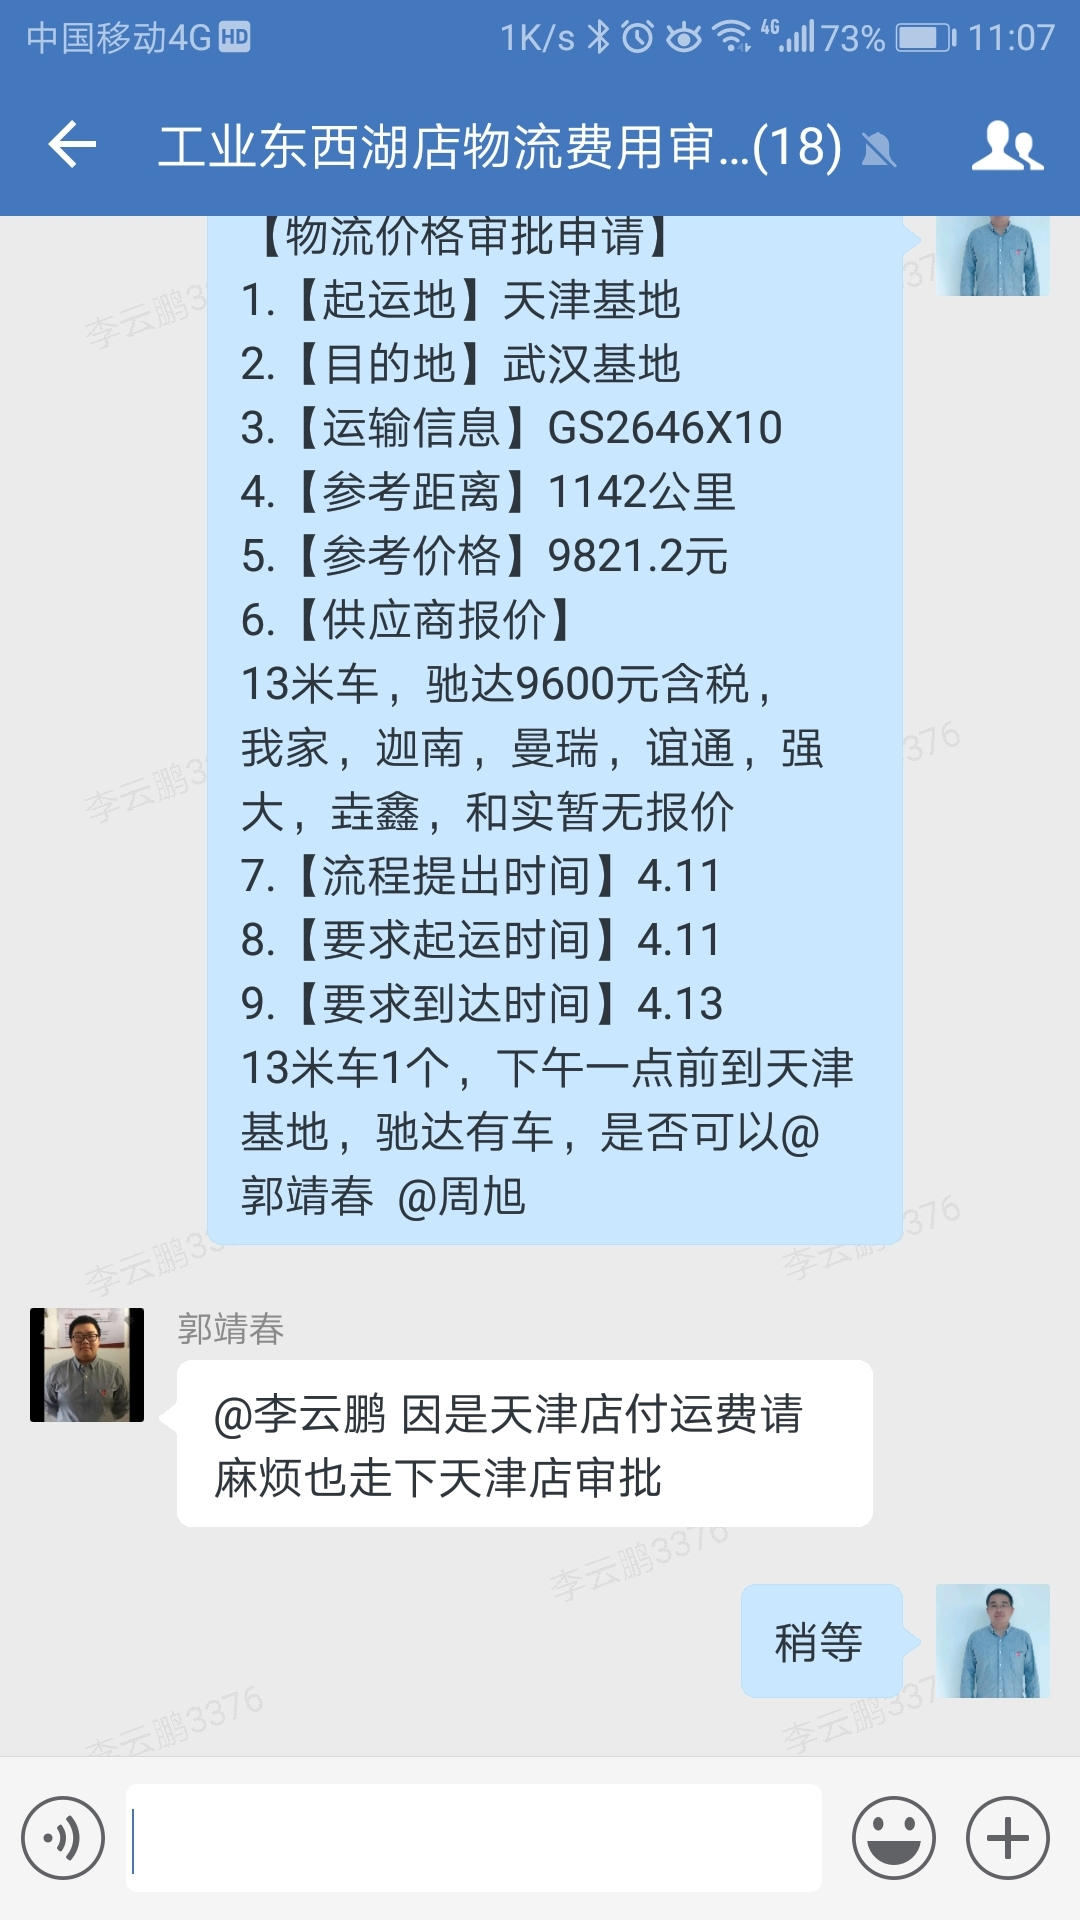 中国移动4G HD 1K/s 4G 73% 11:07
工业东西湖店物流费用审...(18)
【物流价格审批申请】
1.【起运地】天津基地
2.【目的地】武汉基地
3.【运输信息】GS2646X10
4.【参考距离】1142公里
5.【参考价格】9821.2元
6.【供应商报价】
13米车，驰达9600元含税，
我家，迦南，曼瑞，谊通，强
大，垚鑫，和实暂无报价
7.【流程提出时间】4.11
8.【要求起运时间】4.11
9.【要求到达时间】4.13
13米车1个，下午一点前到天津
基地，驰达有车，是否可以@
郭靖春 @周旭
郭靖春
@李云鹏 因是天津店付运费请
麻烦也走下天津店审批
李云鹏3376
稍等
李云鹏3376